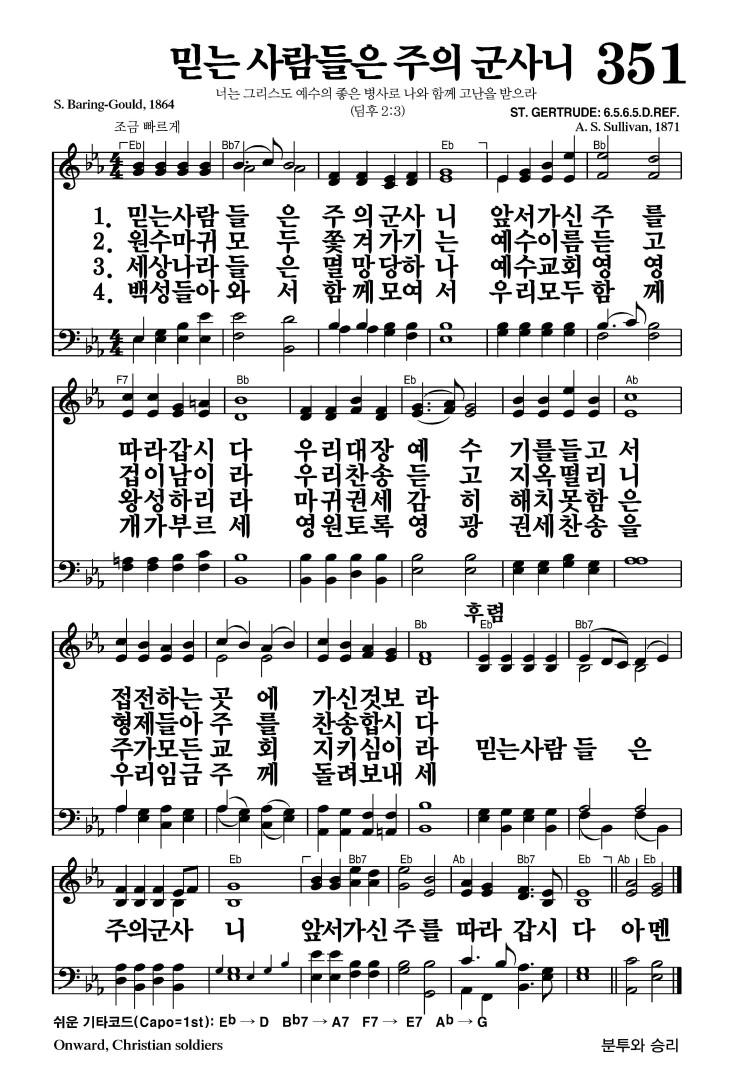 믿는 사람들은 주의 군사니 351
너는 그리스도 예수의 좋은 병사로 나와 함께 고난을 받으라
(딤후 2:3)
S. Baring-Gould, 1864
ST. GERTRUDE: 6.5.6.5.D.REF.
조금 빠르게
A. S. Sullivan, 1871
Eb Bb7 Eb Bb
4 4
1. 믿는사람 들 은 주 의군사 니 앞서가신 주 를
2. 원수마귀 모 두 쫓 겨가기 는 예수이름 듣 고
3. 세상나라 들 은 멸 망당하 나 예수교회 영 영
4. 백성들아 와 서 함 께모여 서 우리모두 함 께
4 4
F7 Bb Eb Ab
따라갑시 다 우리대장 예 수 기를들고 서
겁이남이 라 우리찬송 듣 고 지옥떨리 니
왕성하리 라 마귀권세 감 히 해치못함 은
개가부르 세 영원토록 영 광 권세찬송 을
후렴
Bb Eb Bb7
접전하는 곳 에 가신것보 라
형제들아 주 를 찬송합시 다
주가모든 교 회 지키심이 라 믿는사람 들 은
우리임금 주 께 돌려보내 세
Eb Bb7 Eb Ab Bb7 Eb Ab Eb
주의군사 니 앞서가신 주 를 따라 갑시 다 아멘
쉬운 기타코드(Capo=1st): Eb → D Bb7 → A7 F7 → E7 Ab → G
Onward, Christian soldiers
분투와 승리